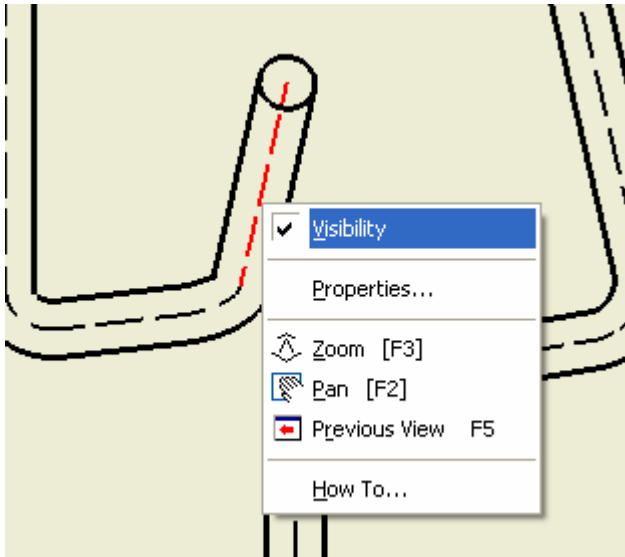 Visibility
Properties...
Zoom [F3]
Pan [F2]
Previous View F5
How To...